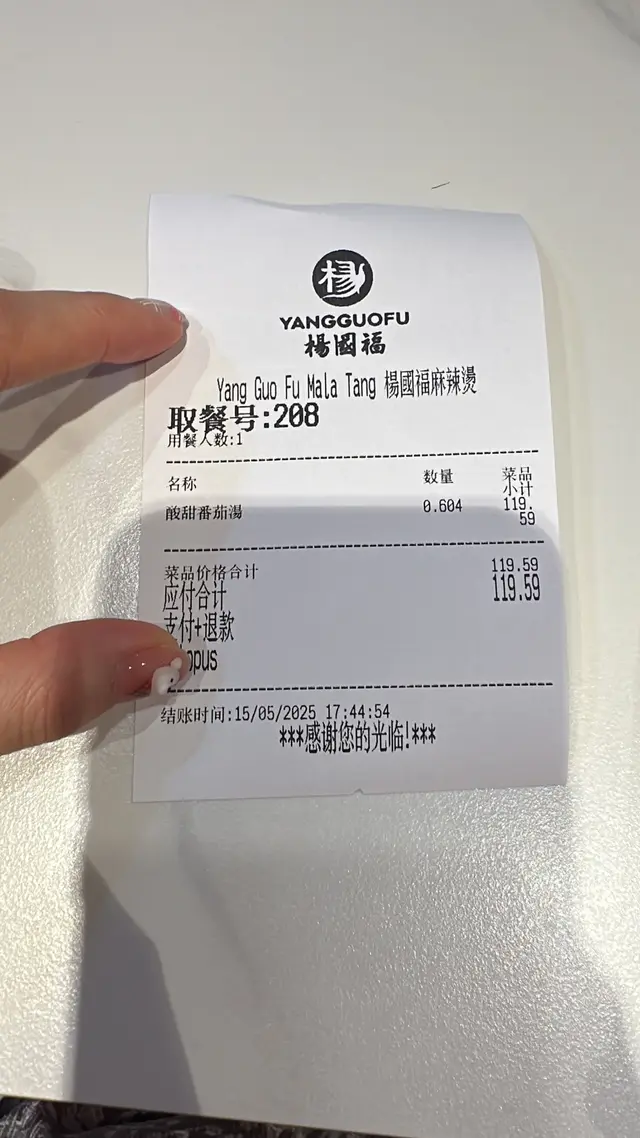 楊
YANGGUOFU
楊國福
Yang Guo Fu Mala Tang 楊國福麻辣燙
取餐号:208
用餐人数:1
名称 数量 菜品小计
酸甜番茄湯 0.604 119.59
菜品价格合计 119.59
应付合计 119.59
支付+退款
结账时间:15/05/2025 17:44:54
***感谢您的光临!***